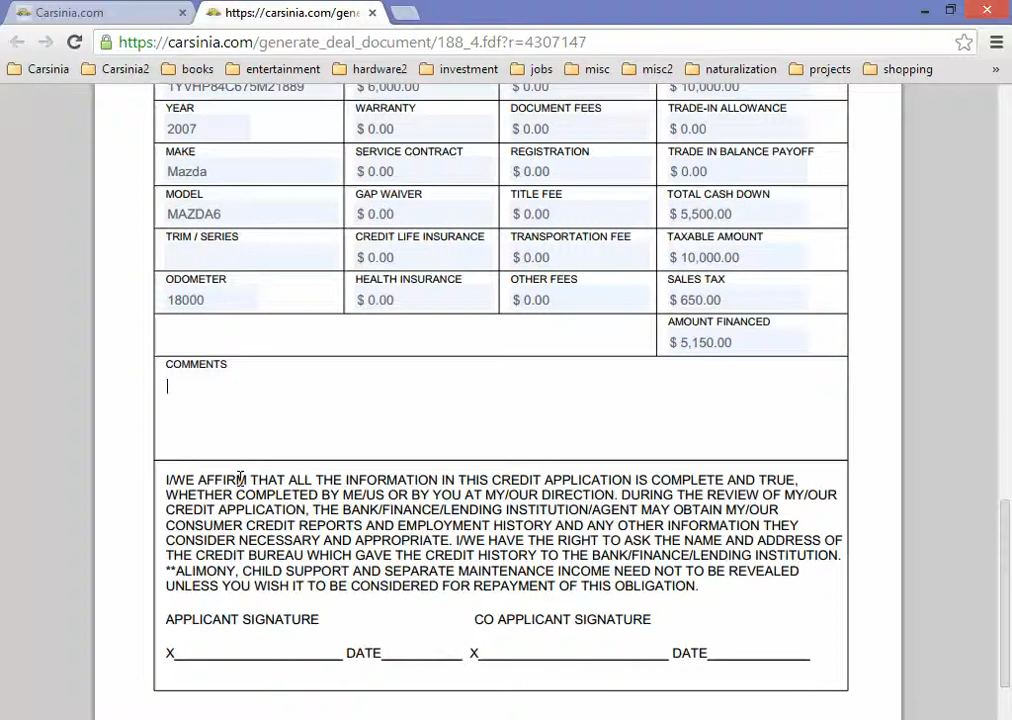 Carsinia.com
https://carsinia.com/gene
https://carsinia.com/generate_deal_document/188_4.fdf?r=4307147
Carsinia Carsinia2 books entertainment hardware2 investment jobs misc misc2 naturalization projects shopping »
1YVHP84C675M21889 $ 6,000.00 $ 0.00 $ 10,000.00
YEAR WARRANTY DOCUMENT FEES TRADE-IN ALLOWANCE
2007 $ 0.00 $ 0.00 $ 0.00
MAKE SERVICE CONTRACT REGISTRATION TRADE IN BALANCE PAYOFF
Mazda $ 0.00 $ 0.00 $ 0.00
MODEL GAP WAIVER TITLE FEE TOTAL CASH DOWN
MAZDA6 $ 0.00 $ 0.00 $ 5,500.00
TRIM / SERIES CREDIT LIFE INSURANCE TRANSPORTATION FEE TAXABLE AMOUNT
$ 0.00 $ 0.00 $ 10,000.00
ODOMETER HEALTH INSURANCE OTHER FEES SALES TAX
18000 $ 0.00 $ 0.00 $ 650.00
AMOUNT FINANCED
$ 5,150.00
COMMENTS
I/WE AFFIRM THAT ALL THE INFORMATION IN THIS CREDIT APPLICATION IS COMPLETE AND TRUE,
WHETHER COMPLETED BY ME/US OR BY YOU AT MY/OUR DIRECTION. DURING THE REVIEW OF MY/OUR
CREDIT APPLICATION, THE BANK/FINANCE/LENDING INSTITUTION/AGENT MAY OBTAIN MY/OUR
CONSUMER CREDIT REPORTS AND EMPLOYMENT HISTORY AND ANY OTHER INFORMATION THEY
CONSIDER NECESSARY AND APPROPRIATE. I/WE HAVE THE RIGHT TO ASK THE NAME AND ADDRESS OF
THE CREDIT BUREAU WHICH GAVE THE CREDIT HISTORY TO THE BANK/FINANCE/LENDING INSTITUTION.
**ALIMONY, CHILD SUPPORT AND SEPARATE MAINTENANCE INCOME NEED NOT TO BE REVEALED
UNLESS YOU WISH IT TO BE CONSIDERED FOR REPAYMENT OF THIS OBLIGATION.
APPLICANT SIGNATURE CO APPLICANT SIGNATURE
X____________________ DATE__________ X______________________ DATE____________